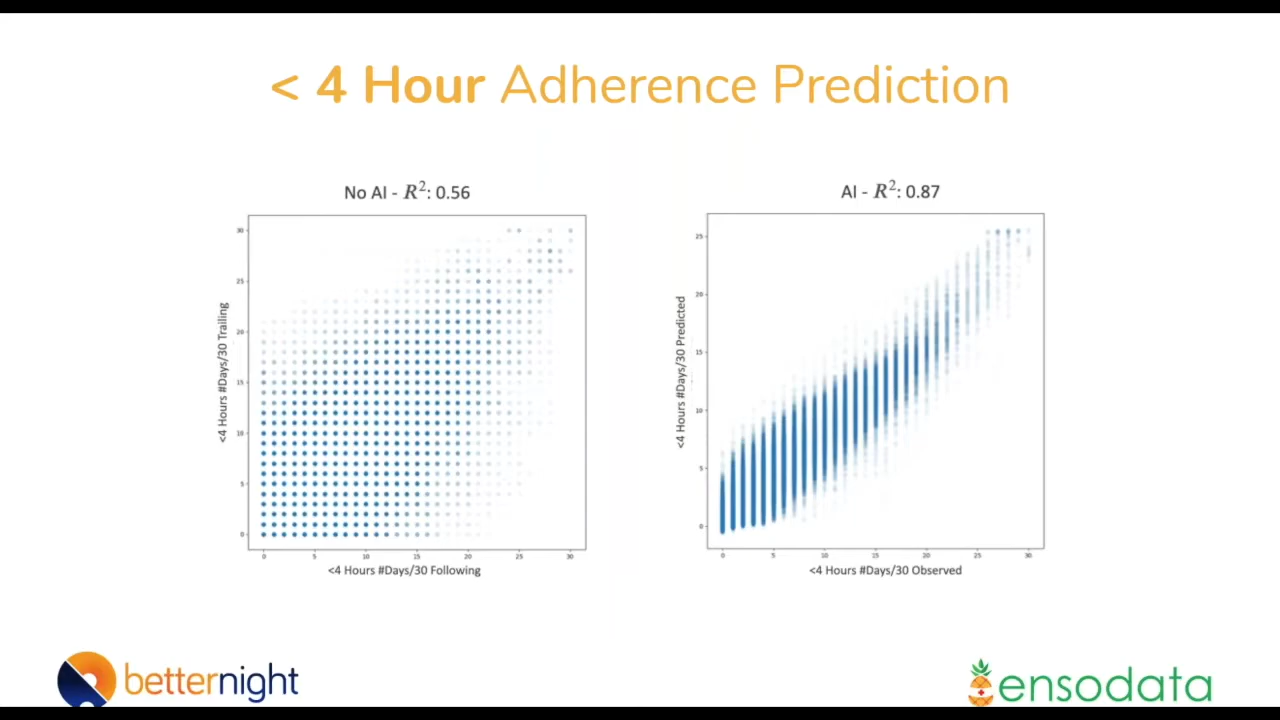 < 4 Hour Adherence Prediction
No AI - R²: 0.56
30
25
20
15
10
5
0
0 5 10 15 20 25 30
<4 Hours #Days/30 Trailing
<4 Hours #Days/30 Following
AI - R²: 0.87
25
20
15
10
5
0
0 5 10 15 20 25 30
<4 Hours #Days/30 Predicted
<4 Hours #Days/30 Observed
betternight
ensodata